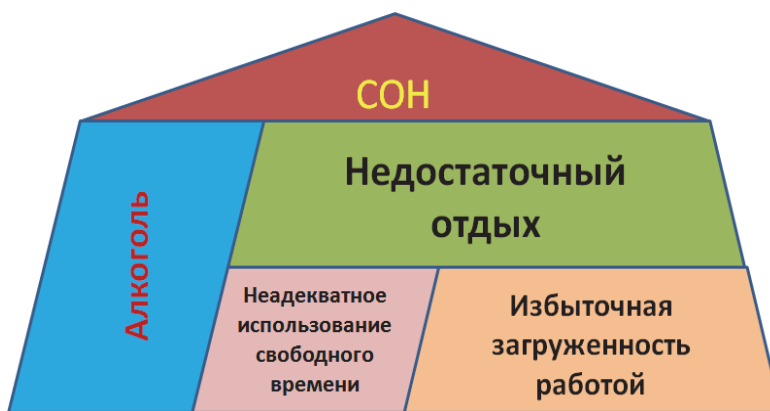 СОН
Недостаточный
отдых
Алкоголь
Неадекватное
использование
свободного
времени
Избыточная
загруженность
работой